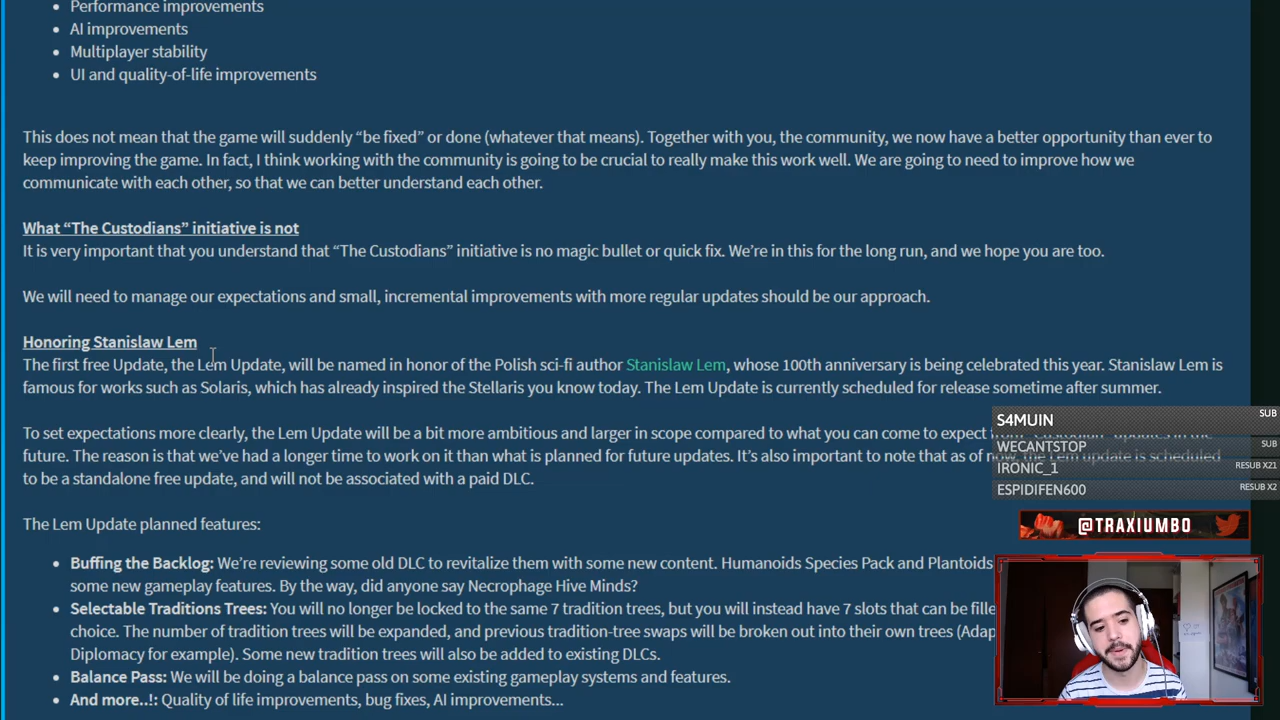 Performance improvements
AI improvements
Multiplayer stability
UI and quality-of-life improvements
This does not mean that the game will suddenly “be fixed” or done (whatever that means). Together with you, the community, we now have a better opportunity than ever to
keep improving the game. In fact, I think working with the community is going to be crucial to really make this work well. We are going to need to improve how we
communicate with each other, so that we can better understand each other.
What “The Custodians” initiative is not
It is very important that you understand that “The Custodians” initiative is no magic bullet or quick fix. We’re in this for the long run, and we hope you are too.
We will need to manage our expectations and small, incremental improvements with more regular updates should be our approach.
Honoring Stanislaw Lem
The first free Update, the Lem Update, will be named in honor of the Polish sci-fi author Stanislaw Lem, whose 100th anniversary is being celebrated this year. Stanislaw Lem is
famous for works such as Solaris, which has already inspired the Stellaris you know today. The Lem Update is currently scheduled for release sometime after summer.
To set expectations more clearly, the Lem Update will be a bit more ambitious and larger in scope compared to what you can come to expect from “Custodian” updates in the
future. The reason is that we’ve had a longer time to work on it than what is planned for future updates. It’s also important to note that as of now, the Lem update is scheduled
to be a standalone free update, and will not be associated with a paid DLC.
The Lem Update planned features:
Buffing the Backlog: We’re reviewing some old DLC to revitalize them with some new content. Humanoids Species Pack and Plantoids
some new gameplay features. By the way, did anyone say Necrophage Hive Minds?
Selectable Traditions Trees: You will no longer be locked to the same 7 tradition trees, but you will instead have 7 slots that can be fille
choice. The number of tradition trees will be expanded, and previous tradition-tree swaps will be broken out into their own trees (Adap
Diplomacy for example). Some new tradition trees will also be added to existing DLCs.
Balance Pass: We will be doing a balance pass on some existing gameplay systems and features.
And more..!: Quality of life improvements, bug fixes, AI improvements...
S4MUIN SUB
WECANTSTOP SUB
IRONIC_1 RESUB X21
ESPIDIFEN600 RESUB X2
@TRAXIUMBO